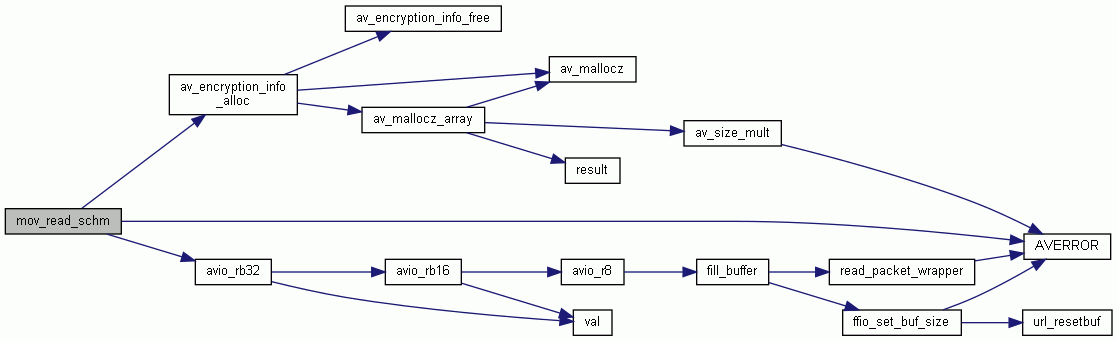 av_encryption_info_free
av_encryption_info
_alloc
av_mallocz
av_mallocz_array
av_size_mult
result
mov_read_schm
AVERROR
avio_rb32
avio_rb16
avio_r8
fill_buffer
read_packet_wrapper
val
ffio_set_buf_size
url_resetbuf